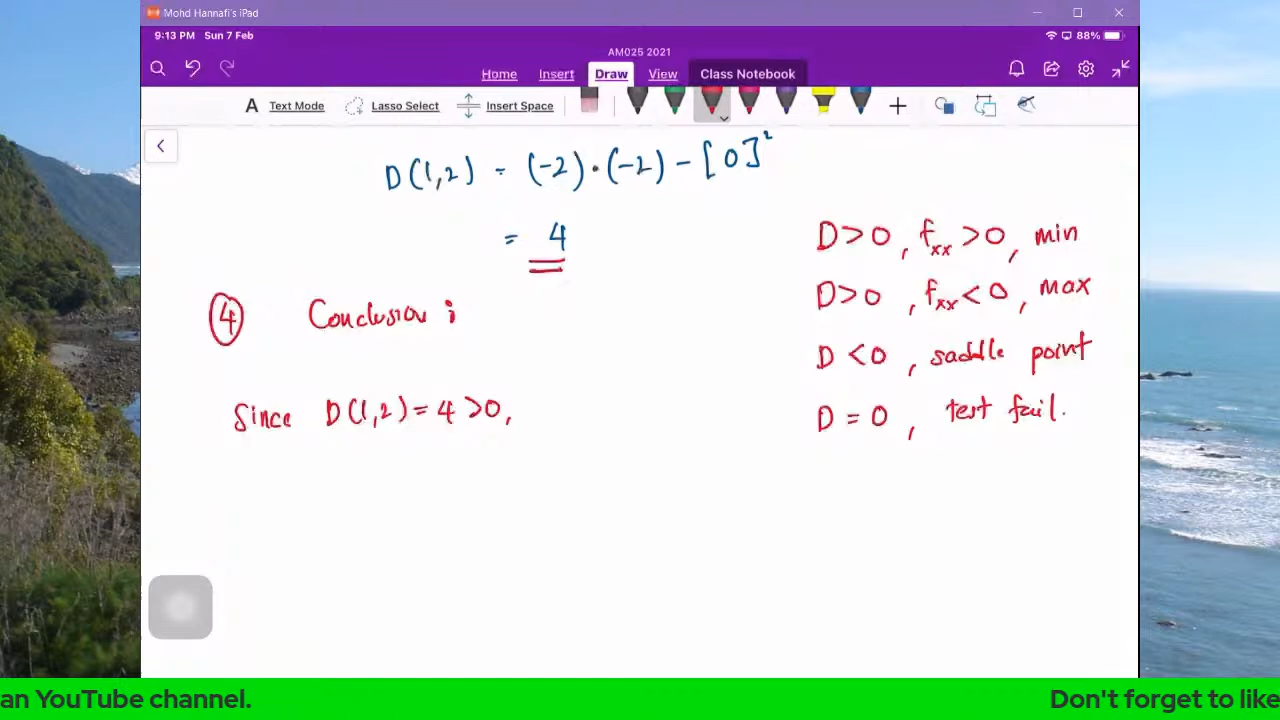 Mohd Hannafi's iPad
9:13 PM Sun 7 Feb
88%
AM025 2021
Home Insert Draw View Class Notebook
A Text Mode Lasso Select Insert Space
D(1,2) = (-2)·(-2) - [0]²
= 4
D>0, fxx >0, min
④ Conclusion :
D>0, fxx<0, max
D<0, saddle point
Since D(1,2)= 4 >0,
D=0, test fail.
an YouTube channel.
Don't forget to like